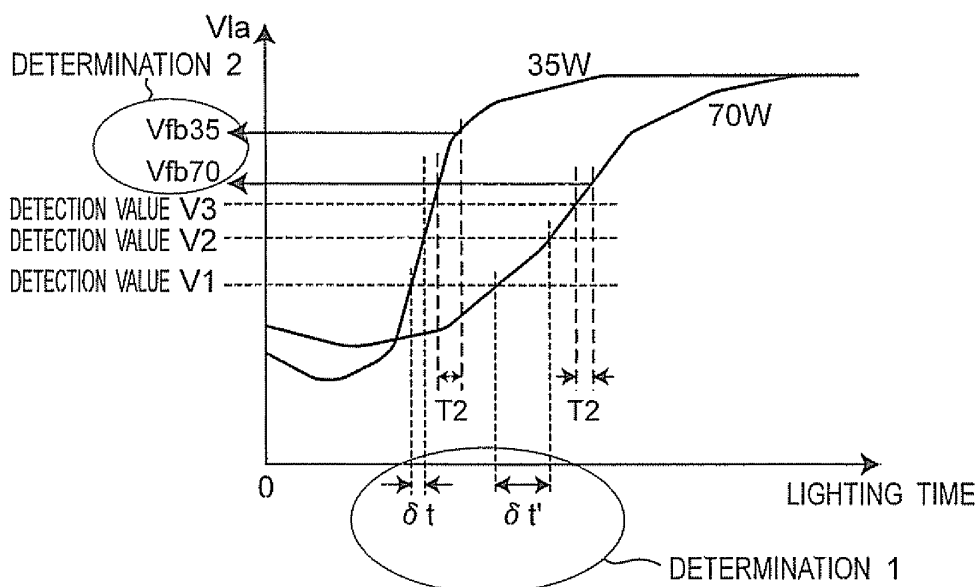 Vla
DETERMINATION 2
35W
70W
Vfb35
Vfb70
DETECTION VALUE V3
DETECTION VALUE V2
DETECTION VALUE V1
T2
T2
0
LIGHTING TIME
δt
δt'
DETERMINATION 1